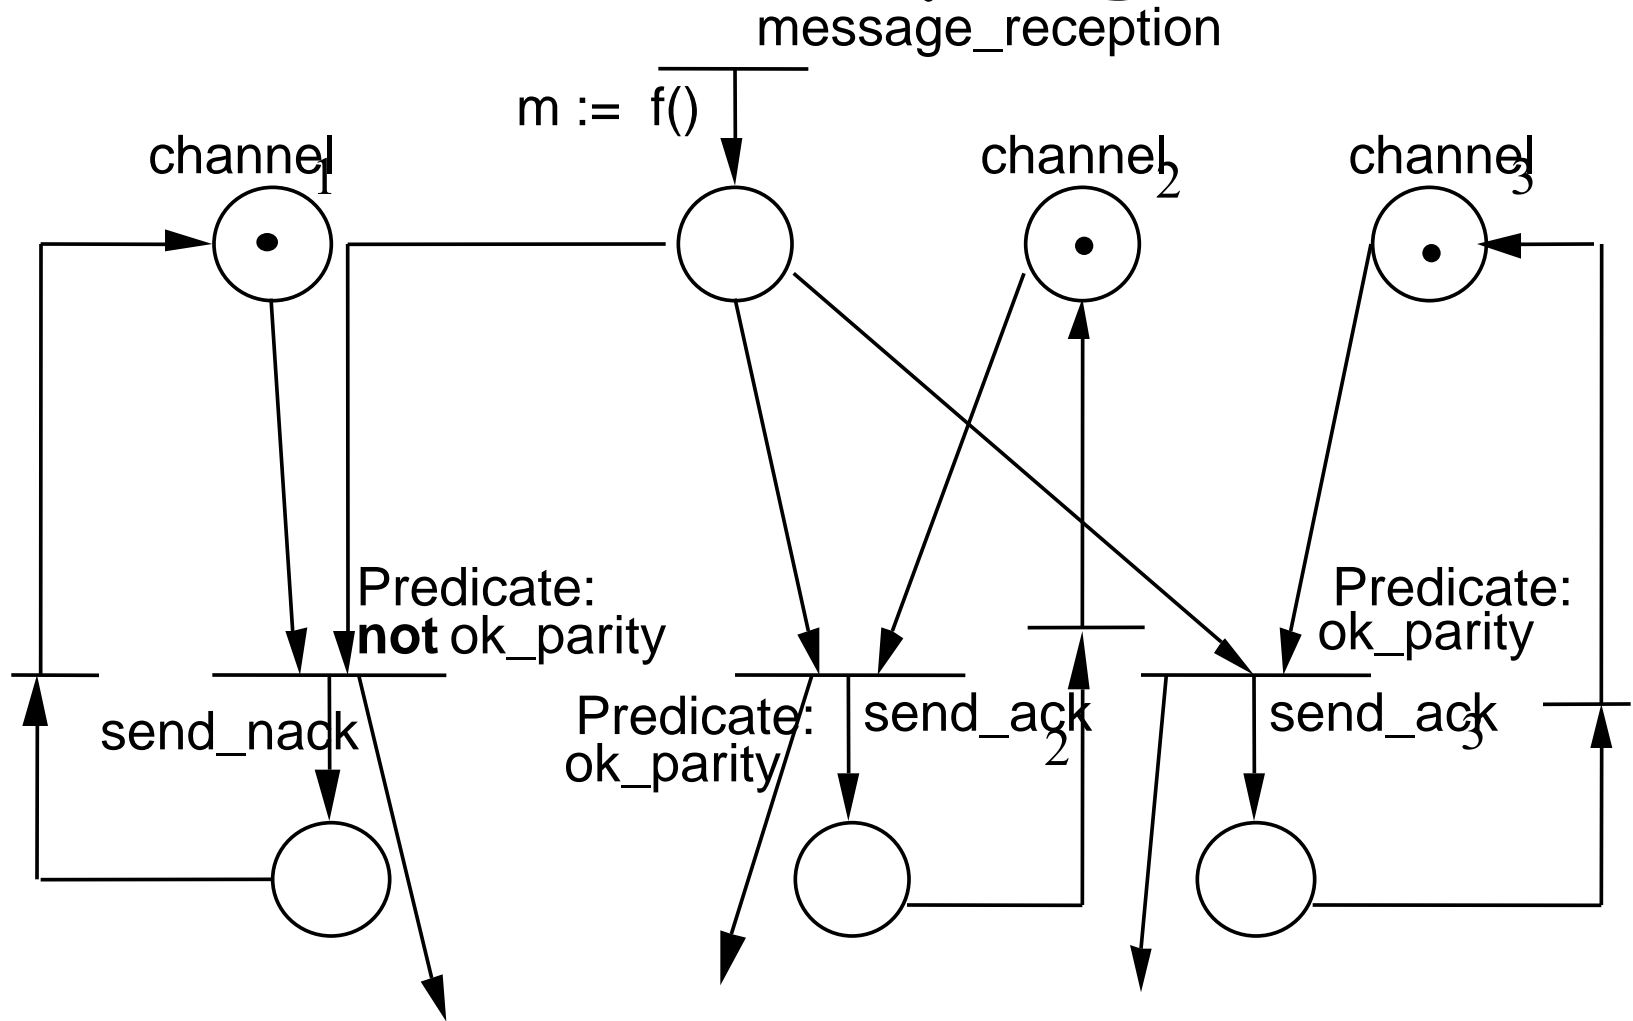 message_reception
m := f()
channel1
channel2
channel3
Predicate:
not ok_parity
Predicate:
ok_parity
send_nack
Predicate:
ok_parity
send_ack2
send_ack3